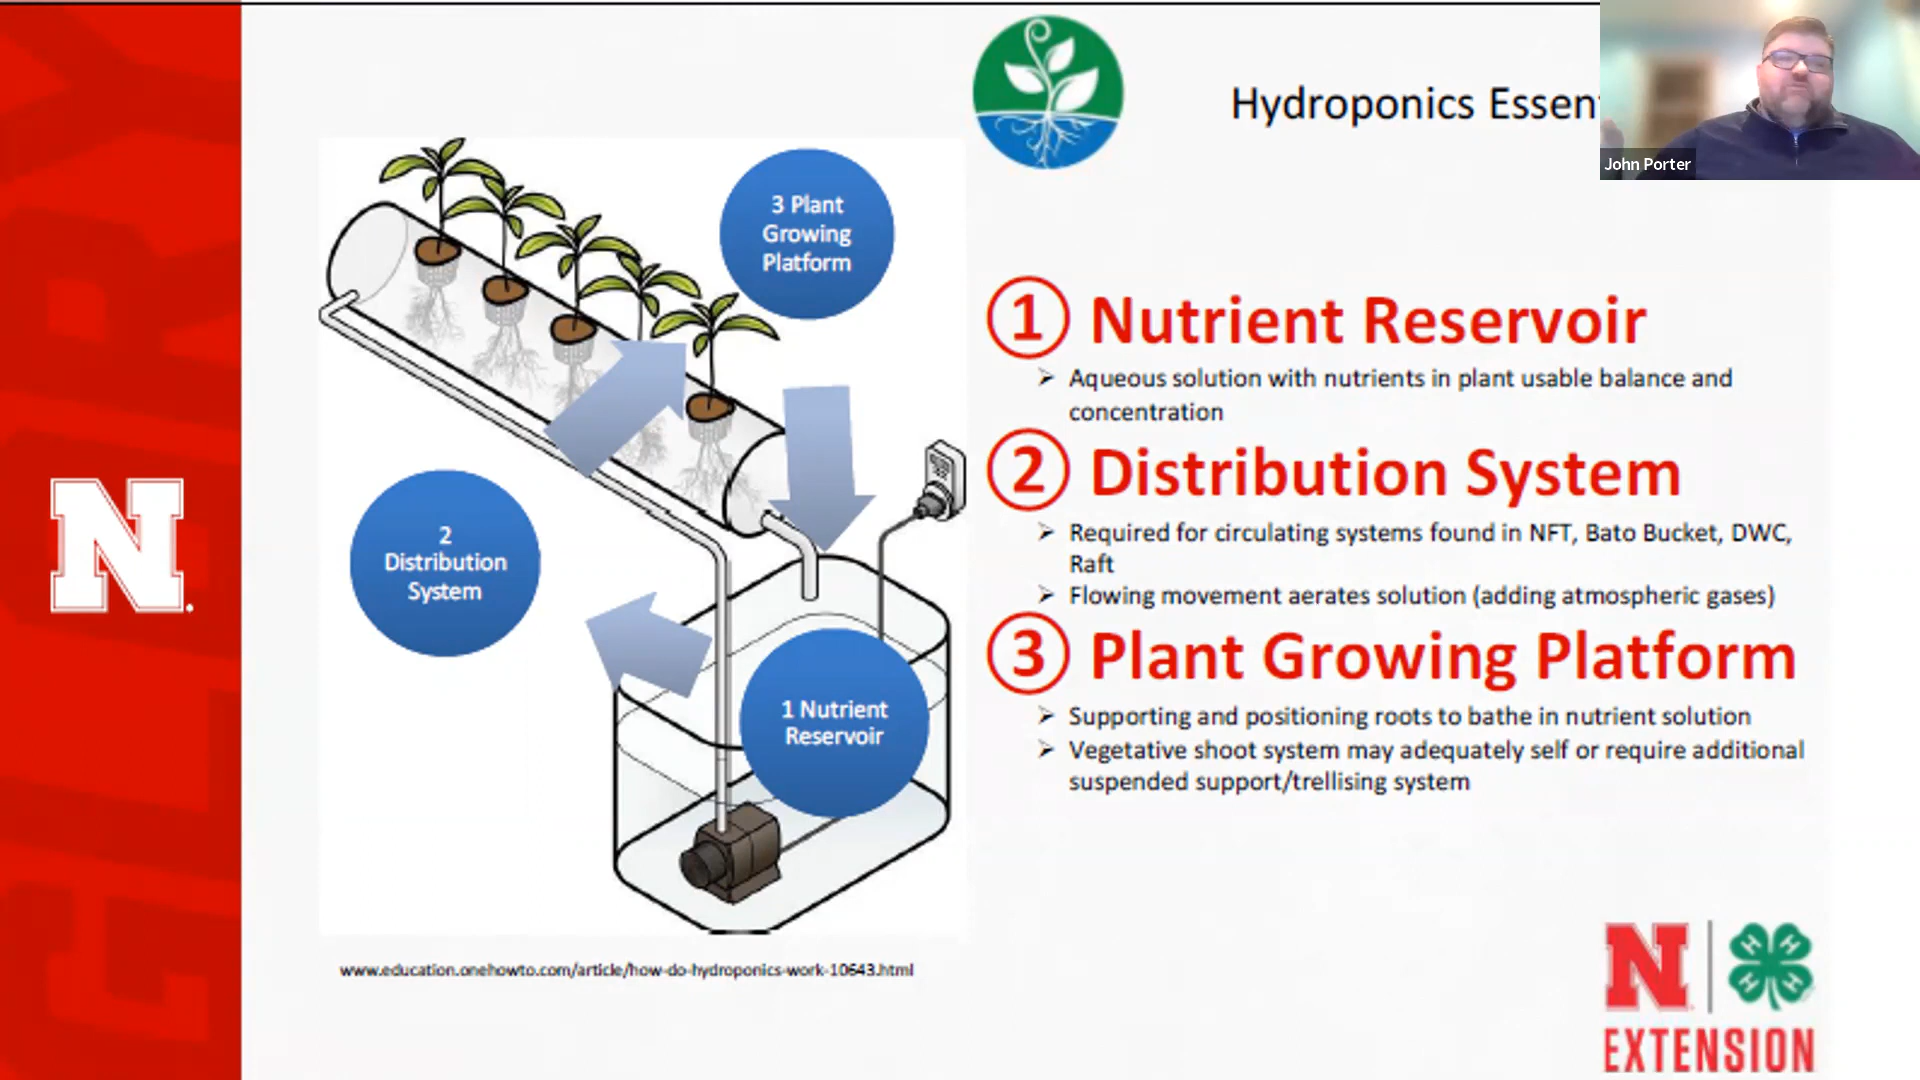 Hydroponics Essen
John Porter
3 Plant
Growing
Platform
2
Distribution
System
1 Nutrient
Reservoir
1 Nutrient Reservoir
➢ Aqueous solution with nutrients in plant usable balance and
concentration
2 Distribution System
➢ Required for circulating systems found in NFT, Bato Bucket, DWC,
Raft
➢ Flowing movement aerates solution (adding atmospheric gases)
3 Plant Growing Platform
➢ Supporting and positioning roots to bathe in nutrient solution
➢ Vegetative shoot system may adequately self or require additional
suspended support/trellising system
www.education.onehowto.com/article/how-do-hydroponics-work-10643.html
GLORY
N
N
H H H H
EXTENSION